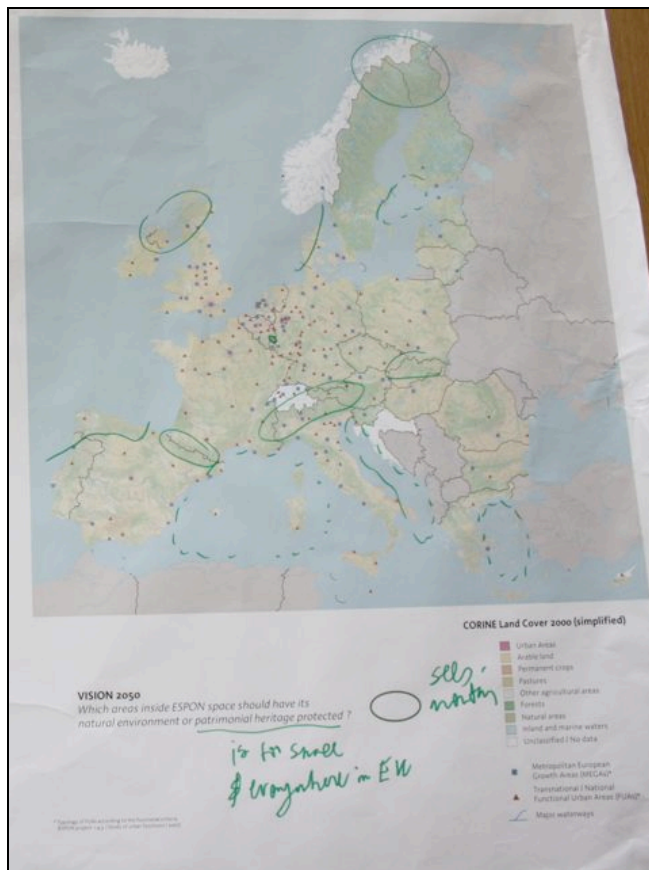 CORINE Land Cover 2000 (simplified)
Urban Areas
Arable land
Permanent crops
Pastures
Other agricultural areas
Forests
Natural areas
Inland and marine waters
Unclassified / No data
Metropolitan European
Growth Areas (MEGAs)*
Transnational / National
Functional Urban Areas (FUAs)*
Major waterways
VISION 2050
Which areas inside ESPON space should have its
natural environment or patrimonial heritage protected ?
is too small
everywhere in EU